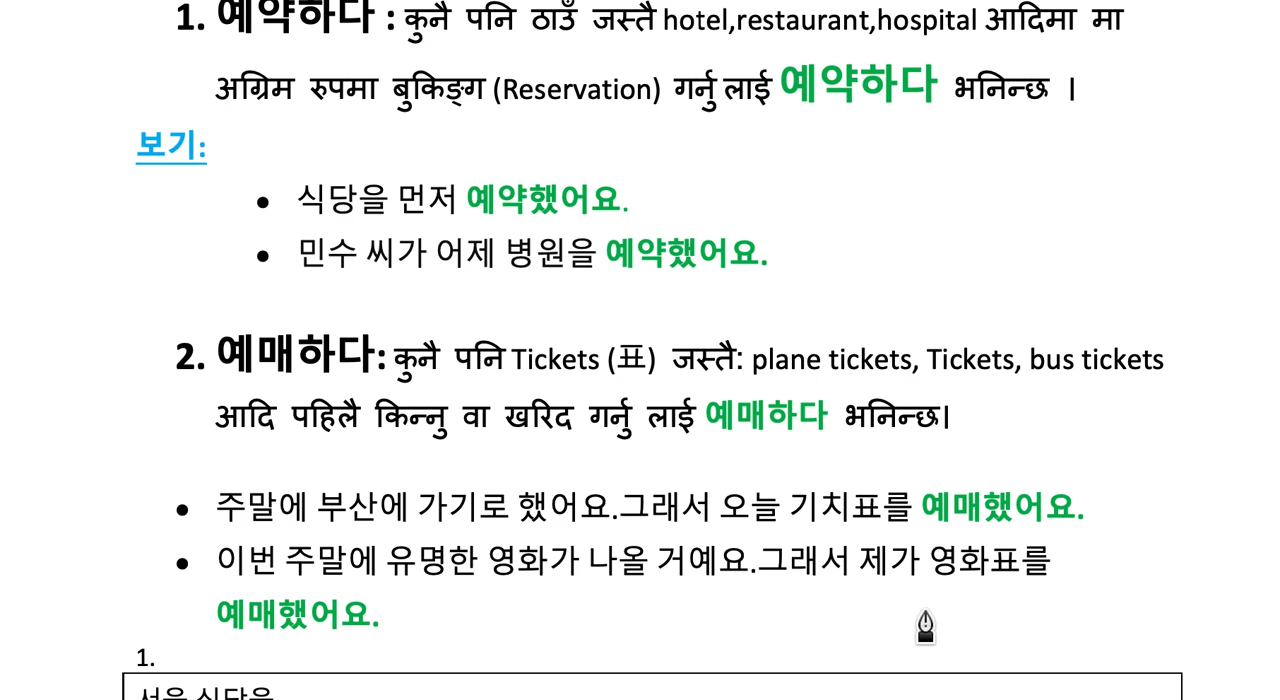 1. 예약하다 : कुनै पनि ठाउँ जस्तै hotel,restaurant,hospital आदिमा मा
अग्रिम रुपमा बुकिङ्ग (Reservation) गर्नु लाई 예약하다 भनिन्छ ।
보기:
• 식당을 먼저 예약했어요.
• 민수 씨가 어제 병원을 예약했어요.
2. 예매하다: कुनै पनि Tickets (표) जस्तै: plane tickets, Tickets, bus tickets
आदि पहिलै किन्नु वा खरिद गर्नु लाई 예매하다 भनिन्छ।
• 주말에 부산에 가기로 했어요.그래서 오늘 기치표를 예매했어요.
• 이번 주말에 유명한 영화가 나올 거예요.그래서 제가 영화표를
예매했어요.
1.
서울 식당을